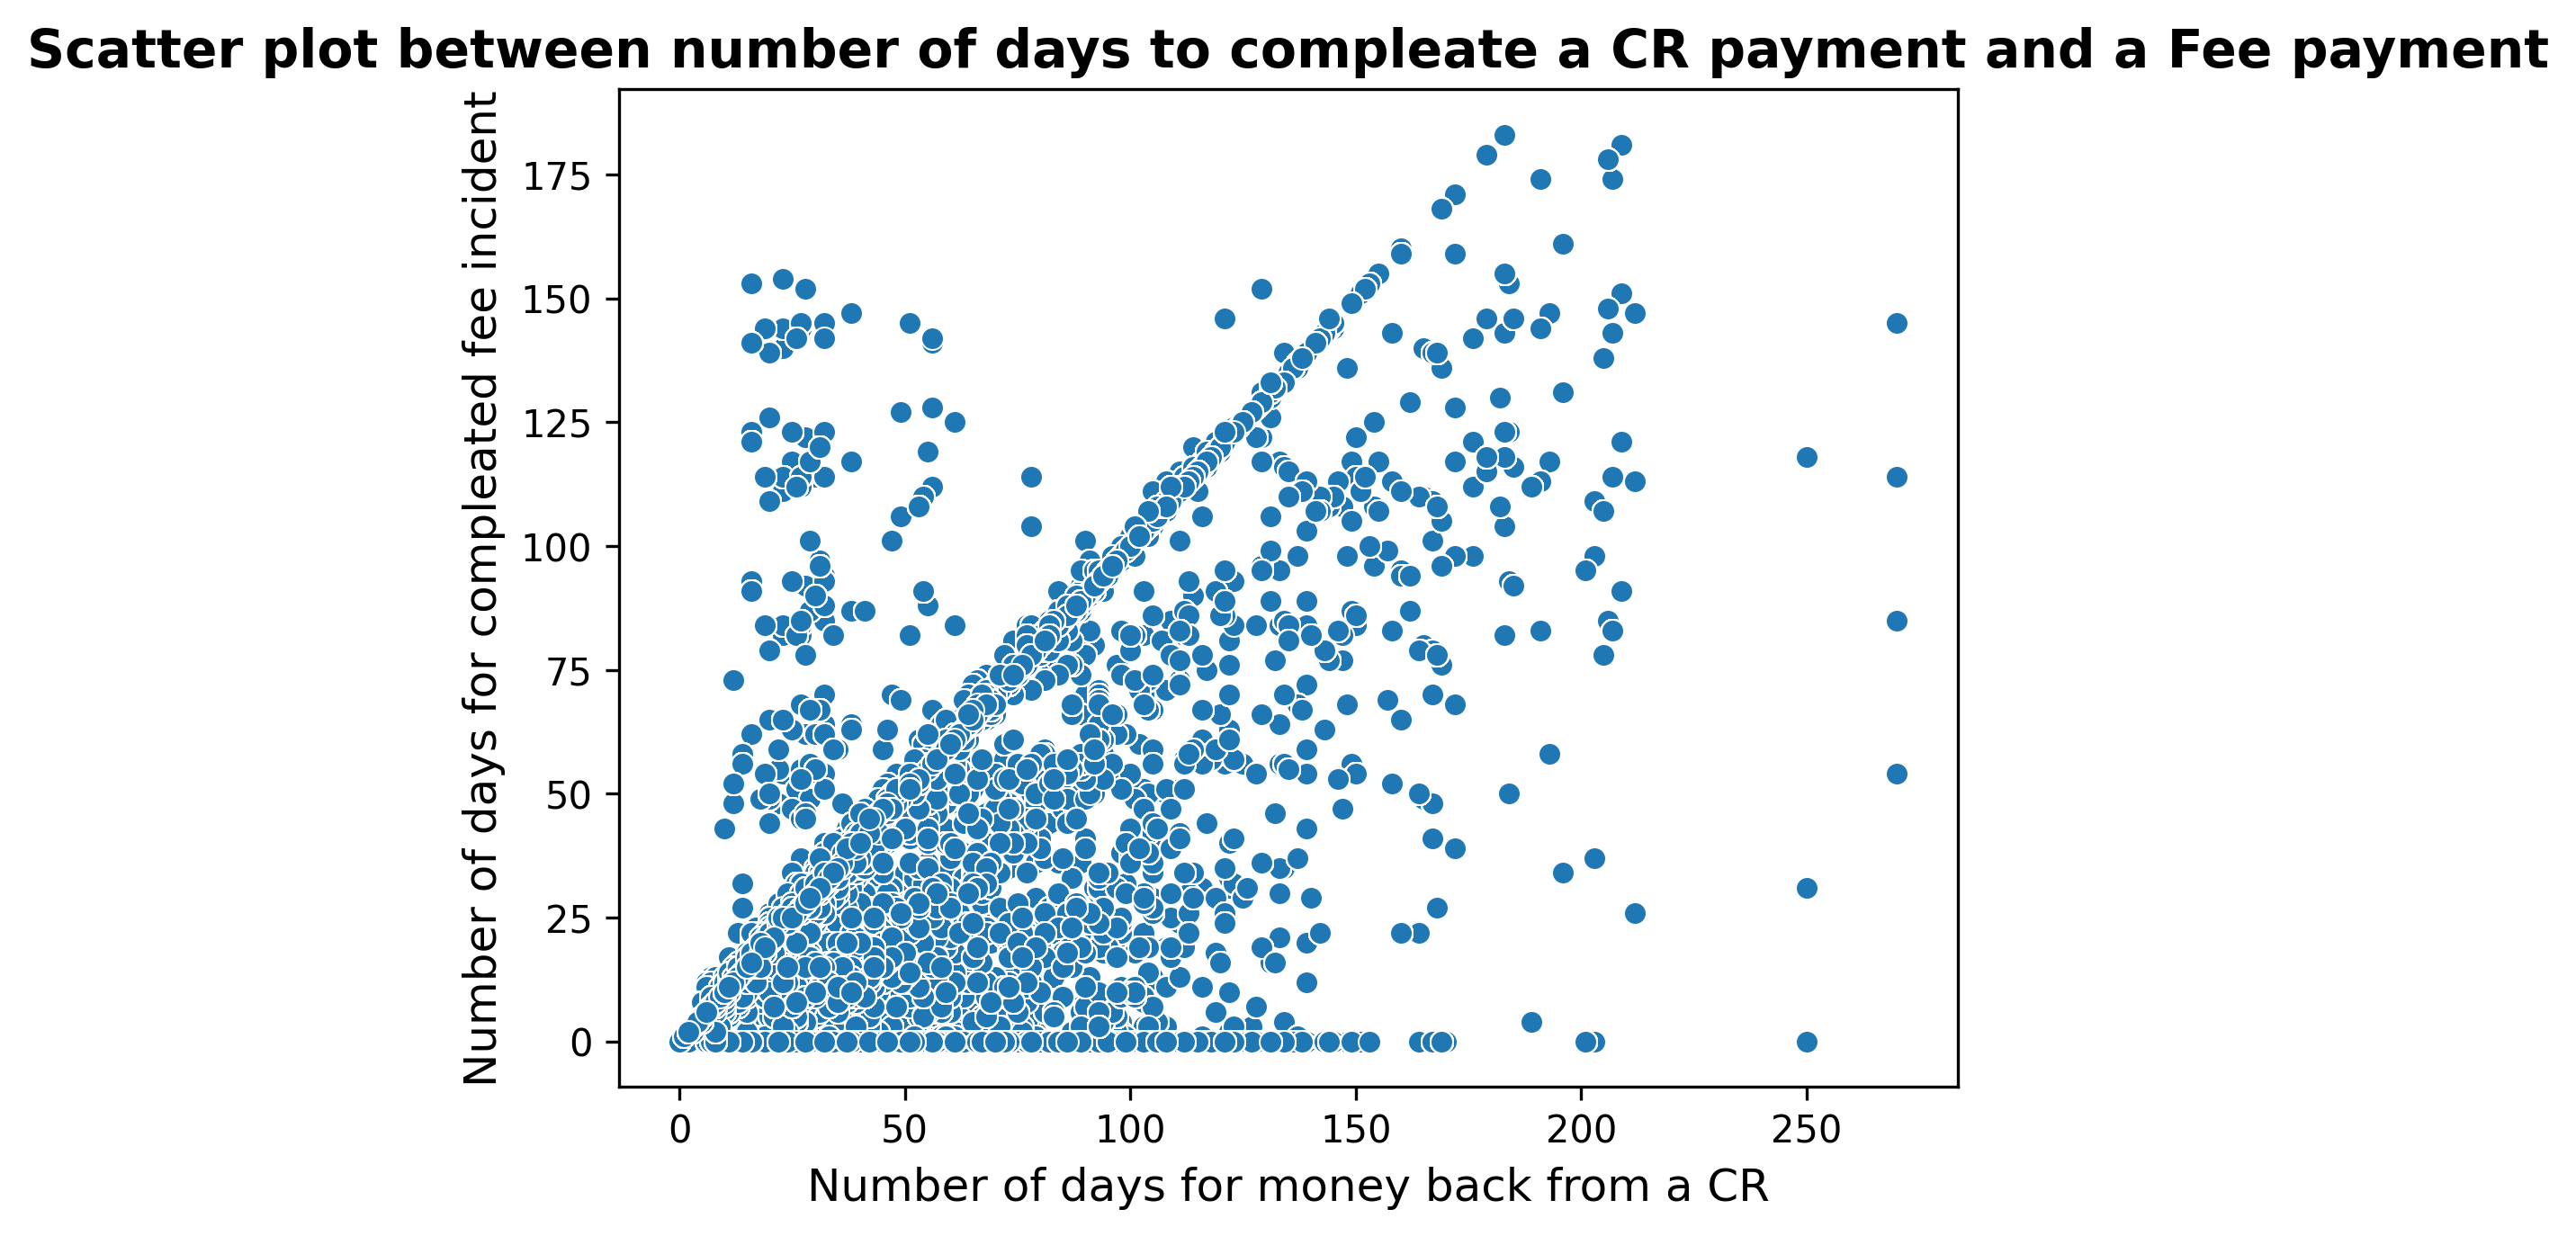 Scatter plot between number of days to compleate a CR payment and a Fee payment
Number of days for compleated fee incident
175
150
125
100
75
50
25
0
0 50 100 150 200 250
Number of days for money back from a CR